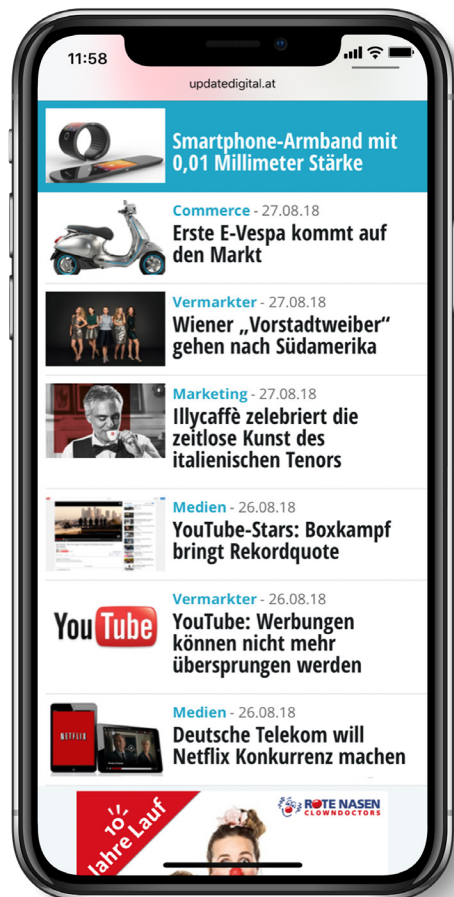 11:58
updatedigital.at
Smartphone-Armband mit
0,01 Millimeter Stärke
Commerce - 27.08.18
Erste E-Vespa kommt auf
den Markt
Vermarkter - 27.08.18
Wiener „Vorstadtweiber“
gehen nach Südamerika
Marketing - 27.08.18
Illycaffè zelebriert die
zeitlose Kunst des
italienischen Tenors
Medien - 26.08.18
YouTube-Stars: Boxkampf
bringt Rekordquote
You Tube
Vermarkter - 26.08.18
YouTube: Werbungen
können nicht mehr
übersprungen werden
NETFLIX
Medien - 26.08.18
Deutsche Telekom will
Netflix Konkurrenz machen
10
Jahre Lauf
ROTE NASEN
CLOWNDOCTORS